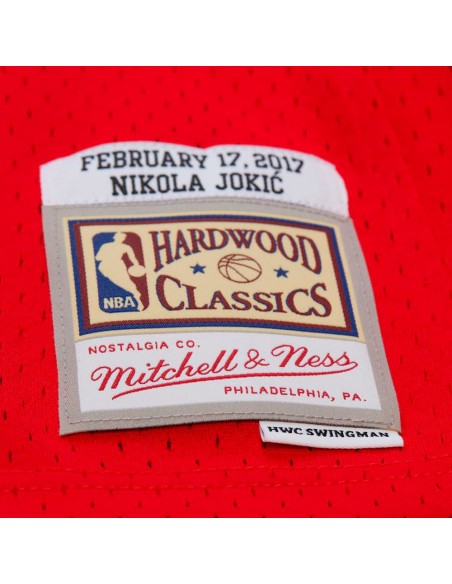 FEBRUARY 17, 2017
NIKOLA JOKIĆ
HARDWOOD
CLASSICS
NBA
NOSTALGIA CO.
Mitchell & Ness
PHILADELPHIA, PA.
HWC SWINGMAN